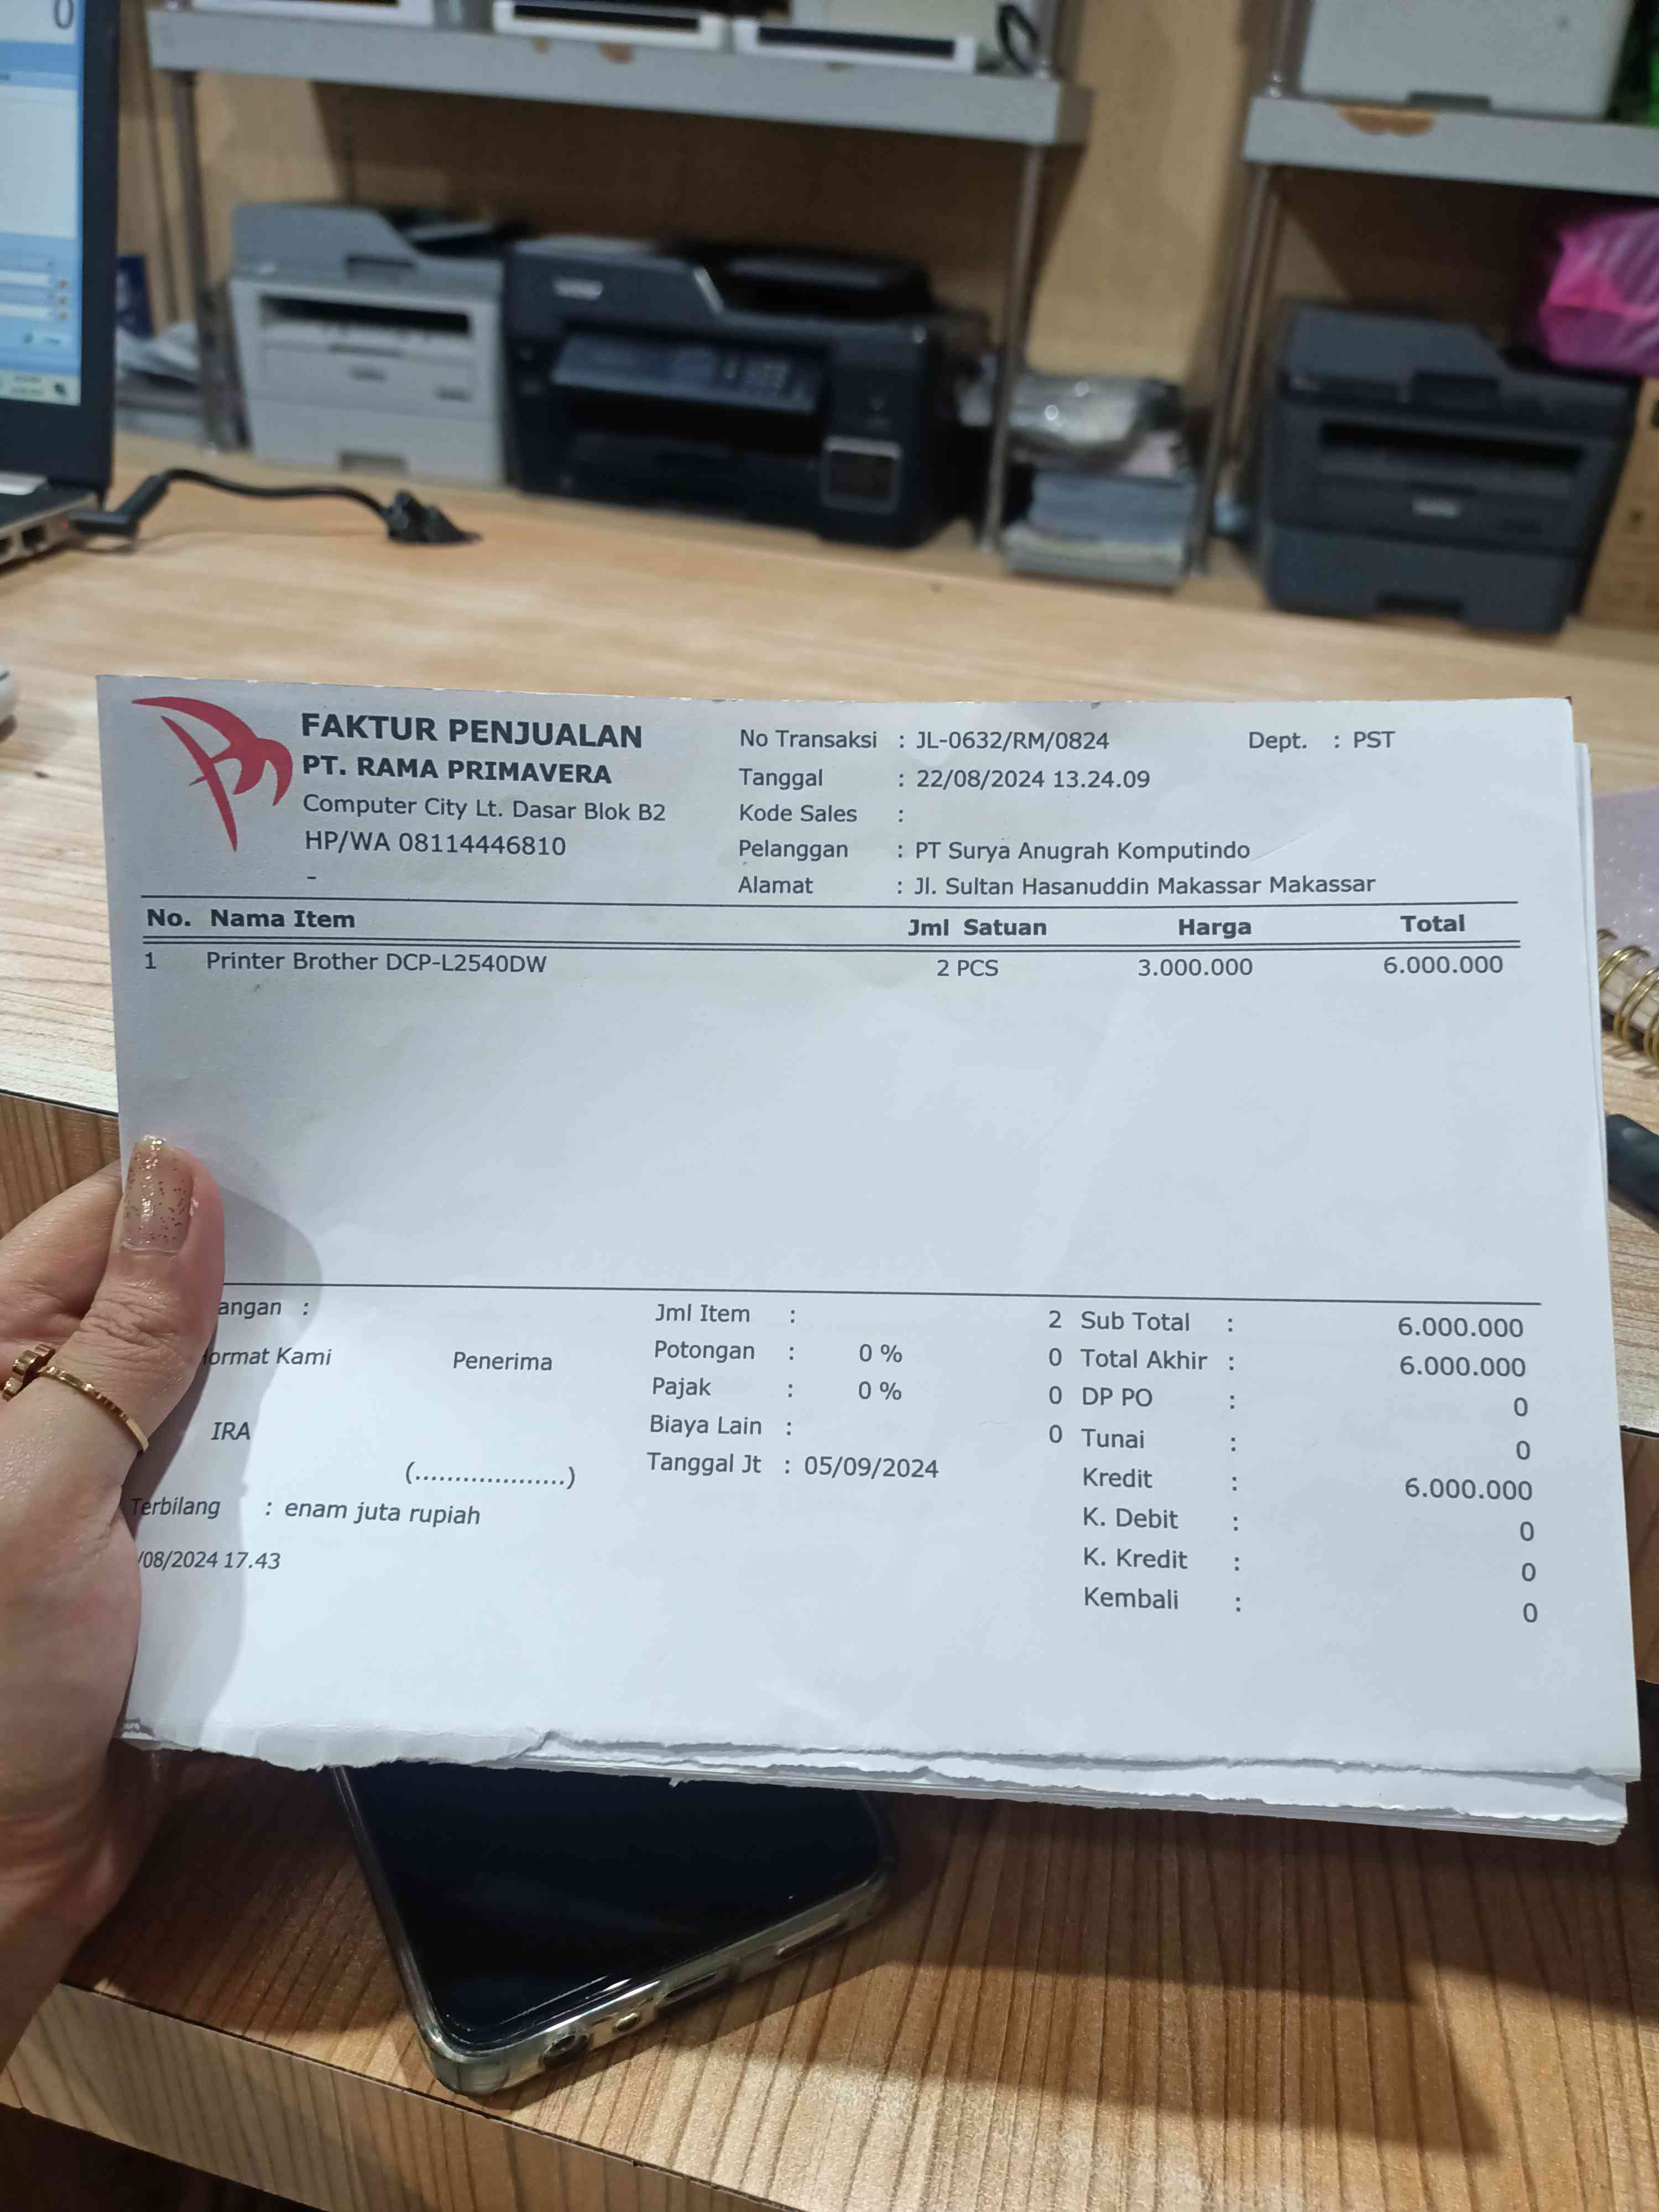 FAKTUR PENJUALAN
PT. RAMA PRIMAVERA
Computer City Lt. Dasar Blok B2
HP/WA 08114446810
-
No Transaksi : JL-0632/RM/0824 Dept. : PST
Tanggal : 22/08/2024 13.24.09
Kode Sales :
Pelanggan : PT Surya Anugrah Komputindo
Alamat : Jl. Sultan Hasanuddin Makassar Makassar
No. Nama Item Jml Satuan Harga Total
1 Printer Brother DCP-L2540DW 2 PCS 3.000.000 6.000.000
angan :
ormat Kami Penerima
IRA
(...................)
Terbilang : enam juta rupiah
/08/2024 17.43
Jml Item : 2
Potongan : 0 % 0
Pajak : 0 % 0
Biaya Lain : 0
Tanggal Jt : 05/09/2024
Sub Total : 6.000.000
Total Akhir : 6.000.000
DP PO : 0
Tunai : 0
Kredit : 6.000.000
K. Debit : 0
K. Kredit : 0
Kembali : 0